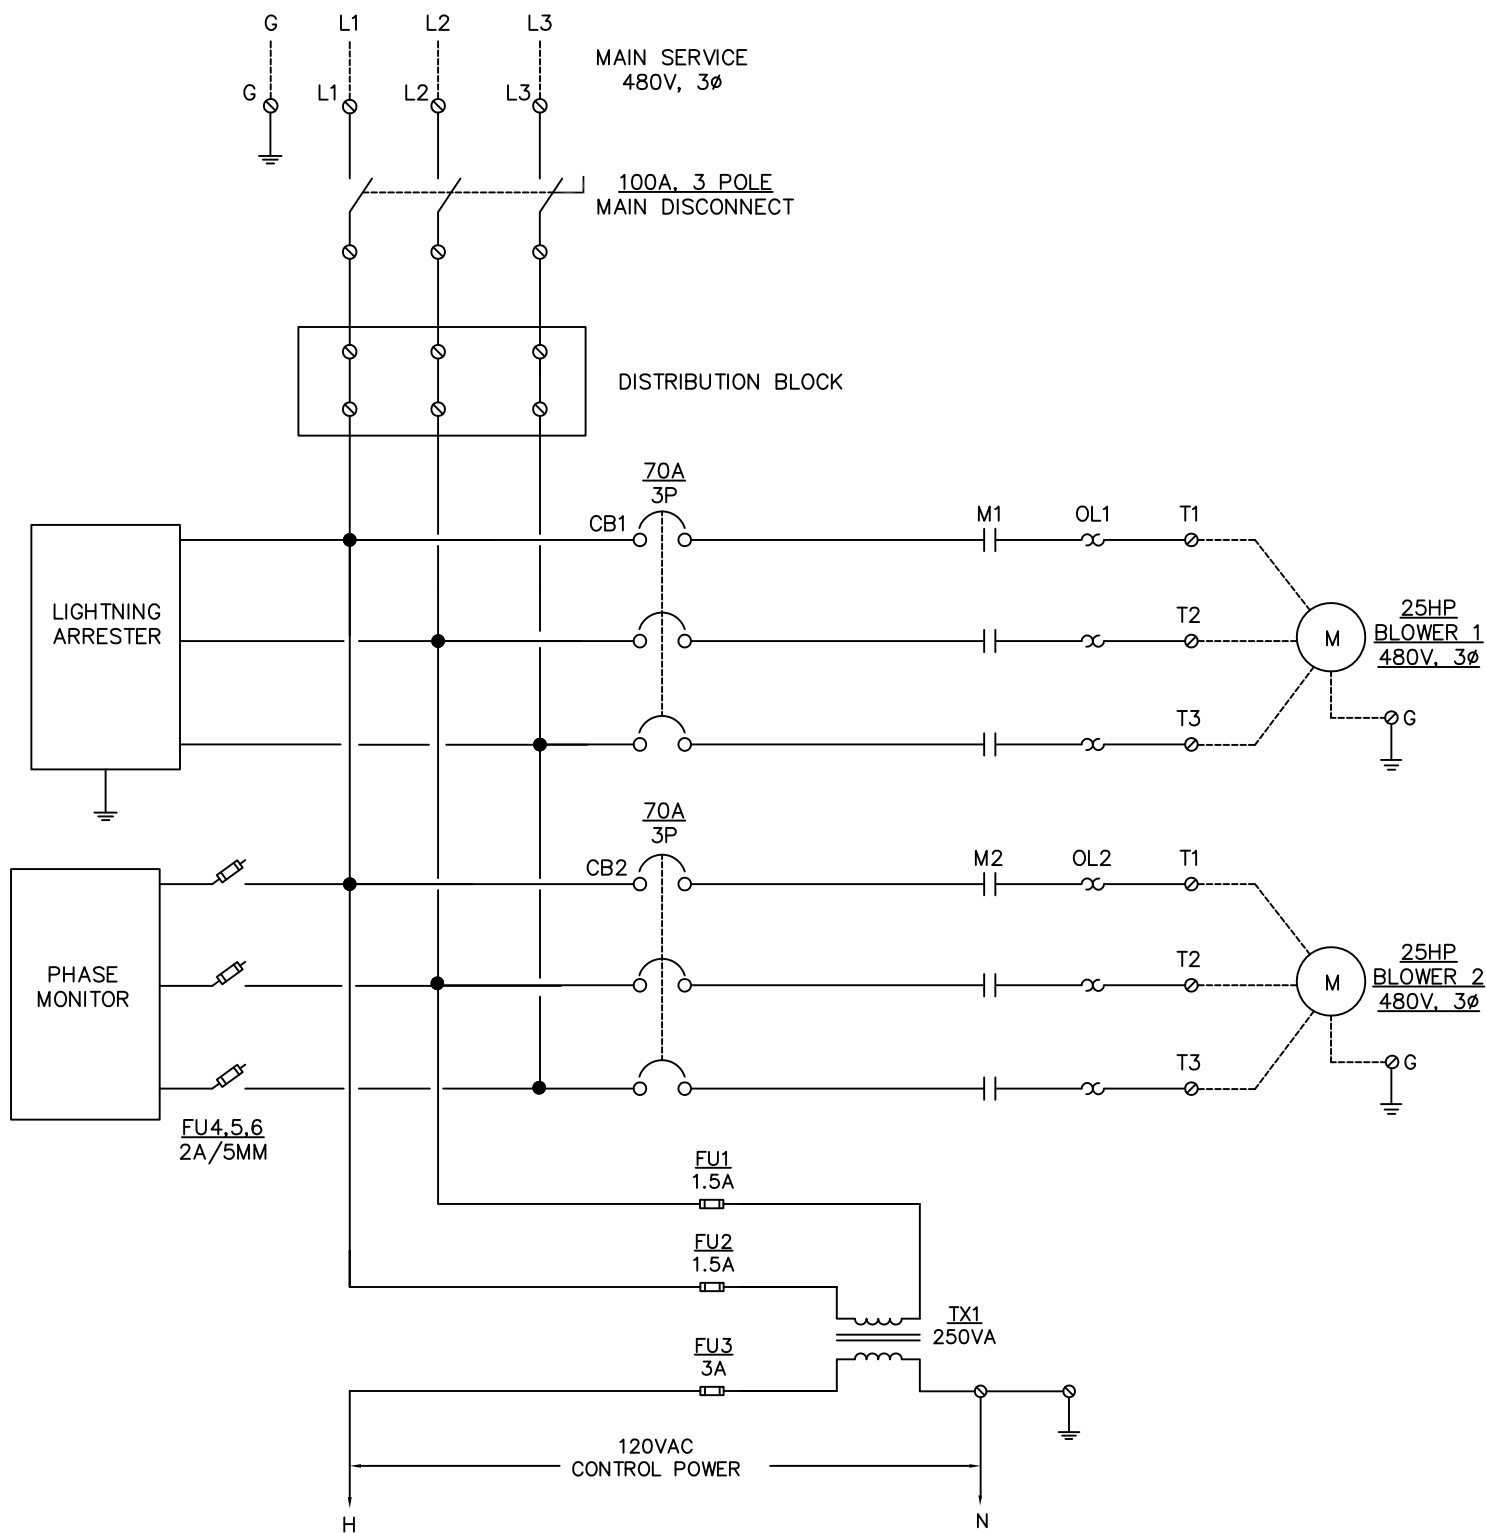 G L1 L2 L3
MAIN SERVICE
480V, 3ø
G L1 L2 L3
100A, 3 POLE
MAIN DISCONNECT
DISTRIBUTION BLOCK
70A
3P
CB1 M1 OL1 T1
LIGHTNING
ARRESTER
T2
M
25HP
BLOWER 1
480V, 3ø
T3
G
70A
3P
CB2 M2 OL2 T1
PHASE
MONITOR
T2
M
25HP
BLOWER 2
480V, 3ø
T3
G
FU4,5,6
2A/5MM
FU1
1.5A
FU2
1.5A
TX1
250VA
FU3
3A
120VAC
CONTROL POWER
H N